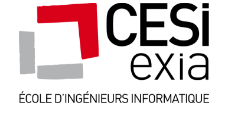 CESi
exia
ÉCOLE D'INGÉNIEURS INFORMATIQUE